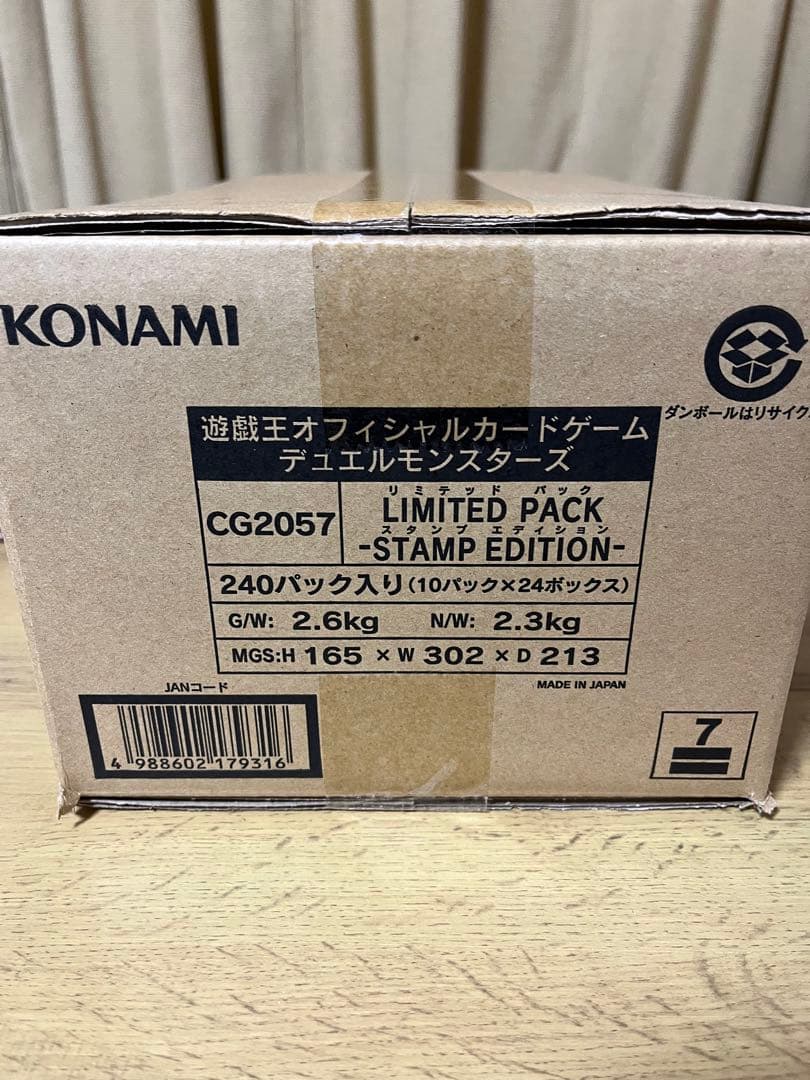 KONAMI
ダンボールはリサイク
遊戯王オフィシャルカードゲーム
デュエルモンスターズ
CG2057
リミテッド パック
LIMITED PACK
スタンプ エディション
-STAMP EDITION-
240パック入り(10パック×24ボックス)
G/W: 2.6kg N/W: 2.3kg
MGS:H 165 × W 302 × D 213
JANコード
MADE IN JAPAN
4 988602 179316
7